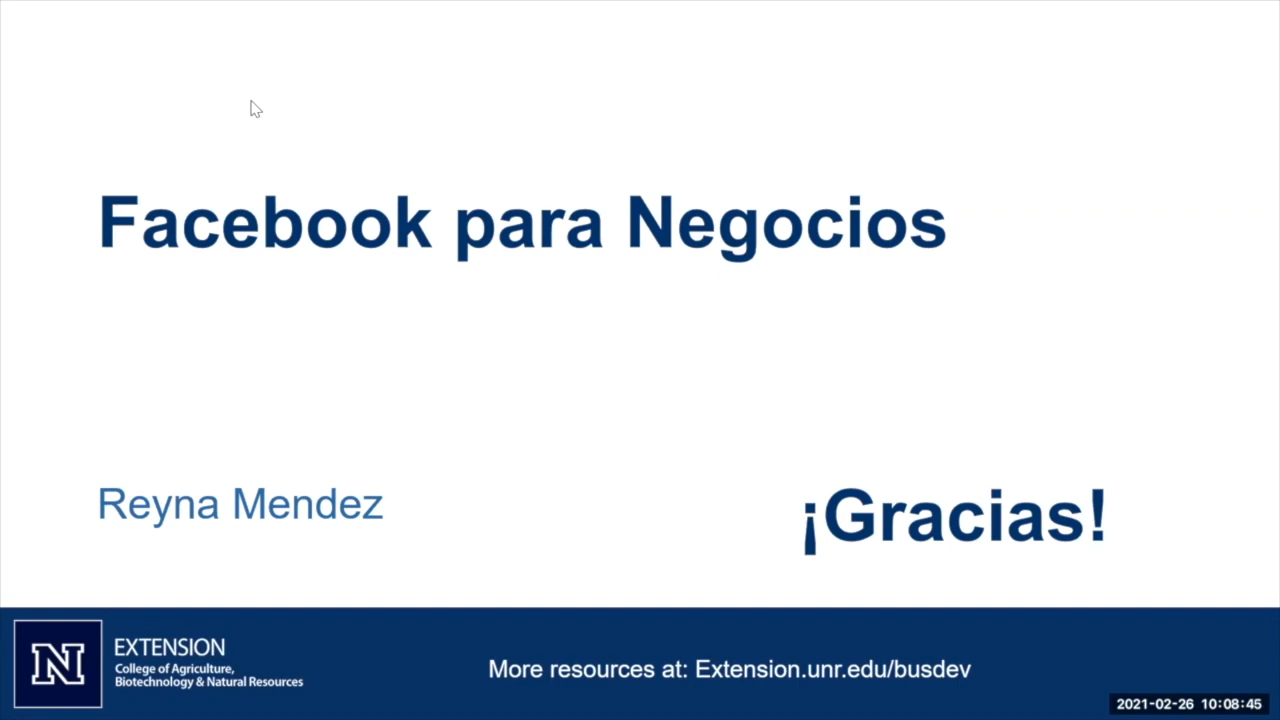 Facebook para Negocios
Reyna Mendez
¡Gracias!
N
EXTENSION
College of Agriculture,
Biotechnology & Natural Resources
More resources at: Extension.unr.edu/busdev
2021-02-26 10:08:45